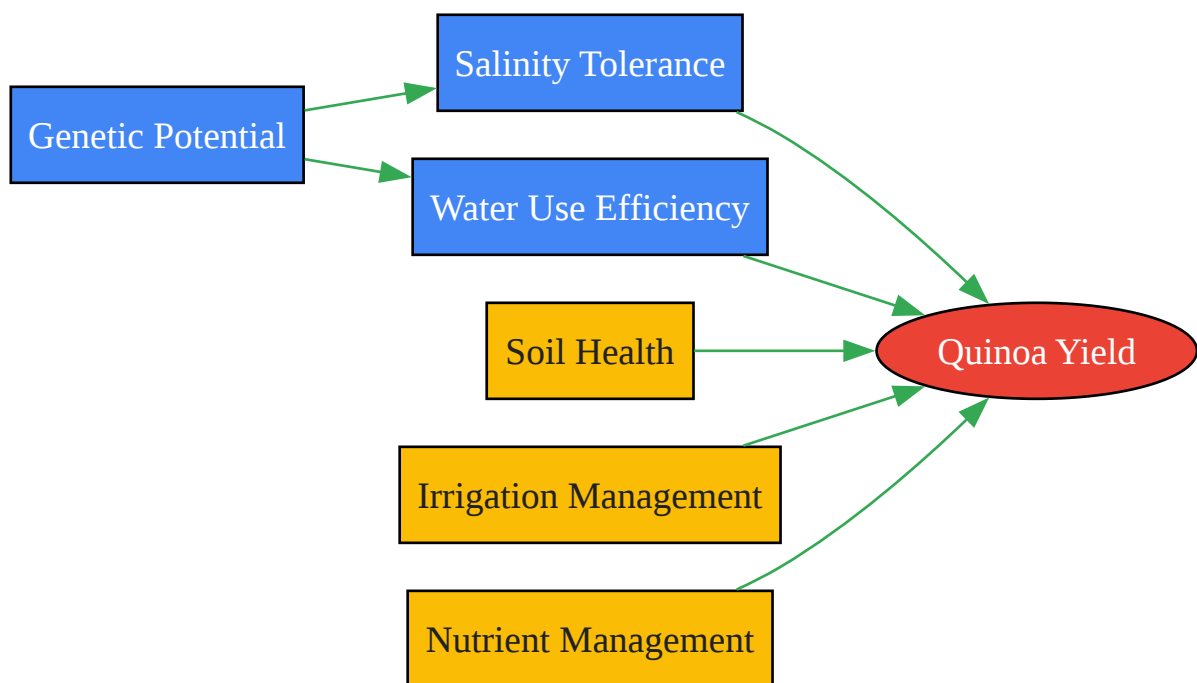 Salinity Tolerance
Genetic Potential
Water Use Efficiency
Soil Health
Quinoa Yield
Irrigation Management
Nutrient Management